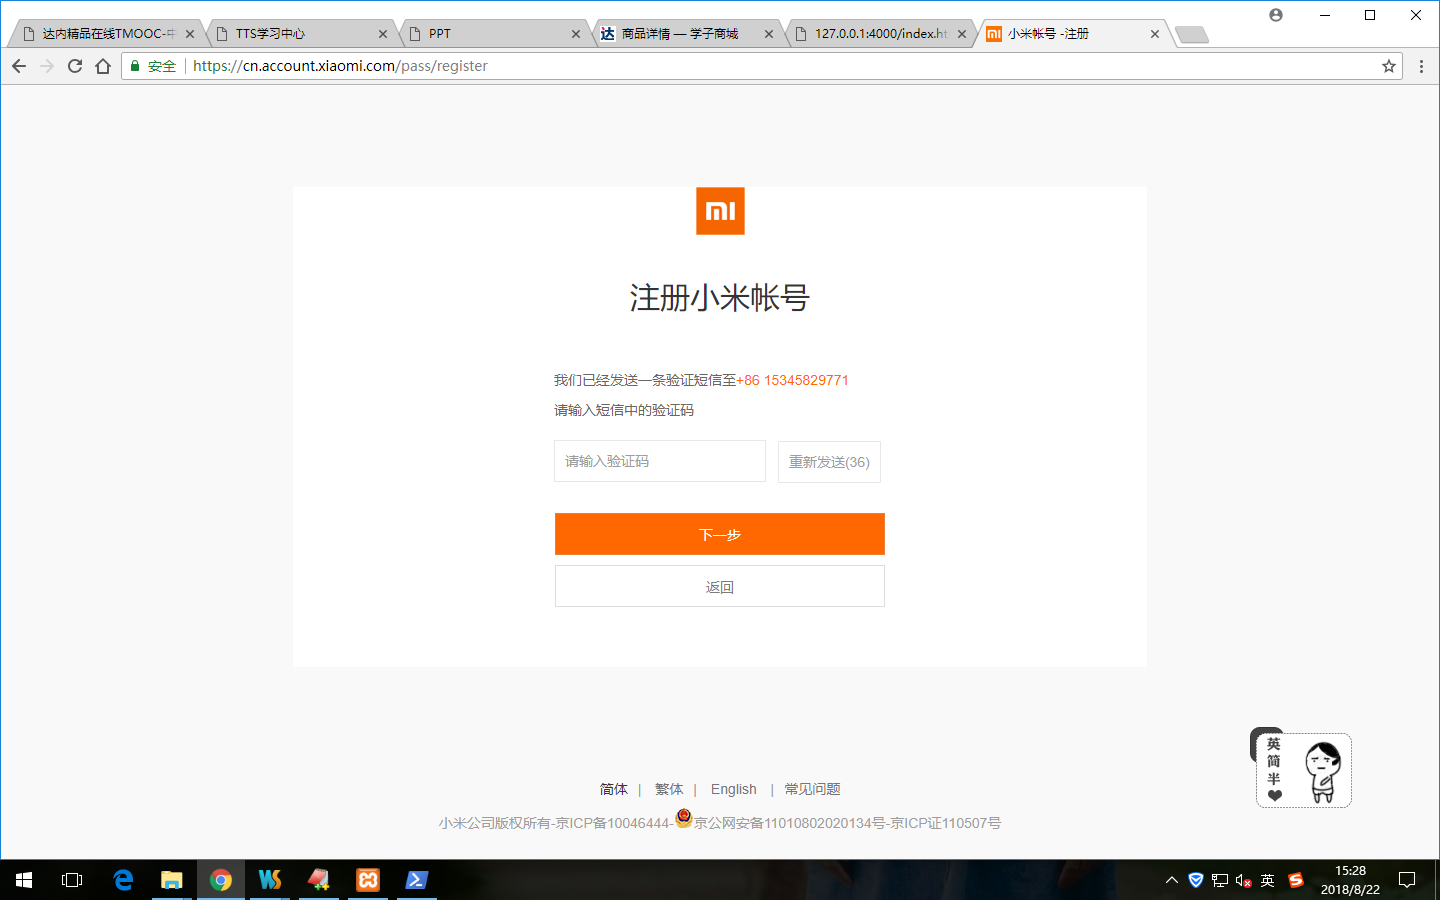 达内精品在线TMOOC-中
TTS学习中心
PPT
达 商品详情 — 学子商城
127.0.0.1:4000/index.ht
小米帐号 -注册
安全 https://cn.account.xiaomi.com/pass/register
mi
注册小米帐号
我们已经发送一条验证短信至+86 15345829771
请输入短信中的验证码
请输入验证码
重新发送(36)
下一步
返回
英
简
半
简体 | 繁体 | English | 常见问题
小米公司版权所有-京ICP备10046444-京公网安备11010802020134号-京ICP证110507号
英
15:28
2018/8/22